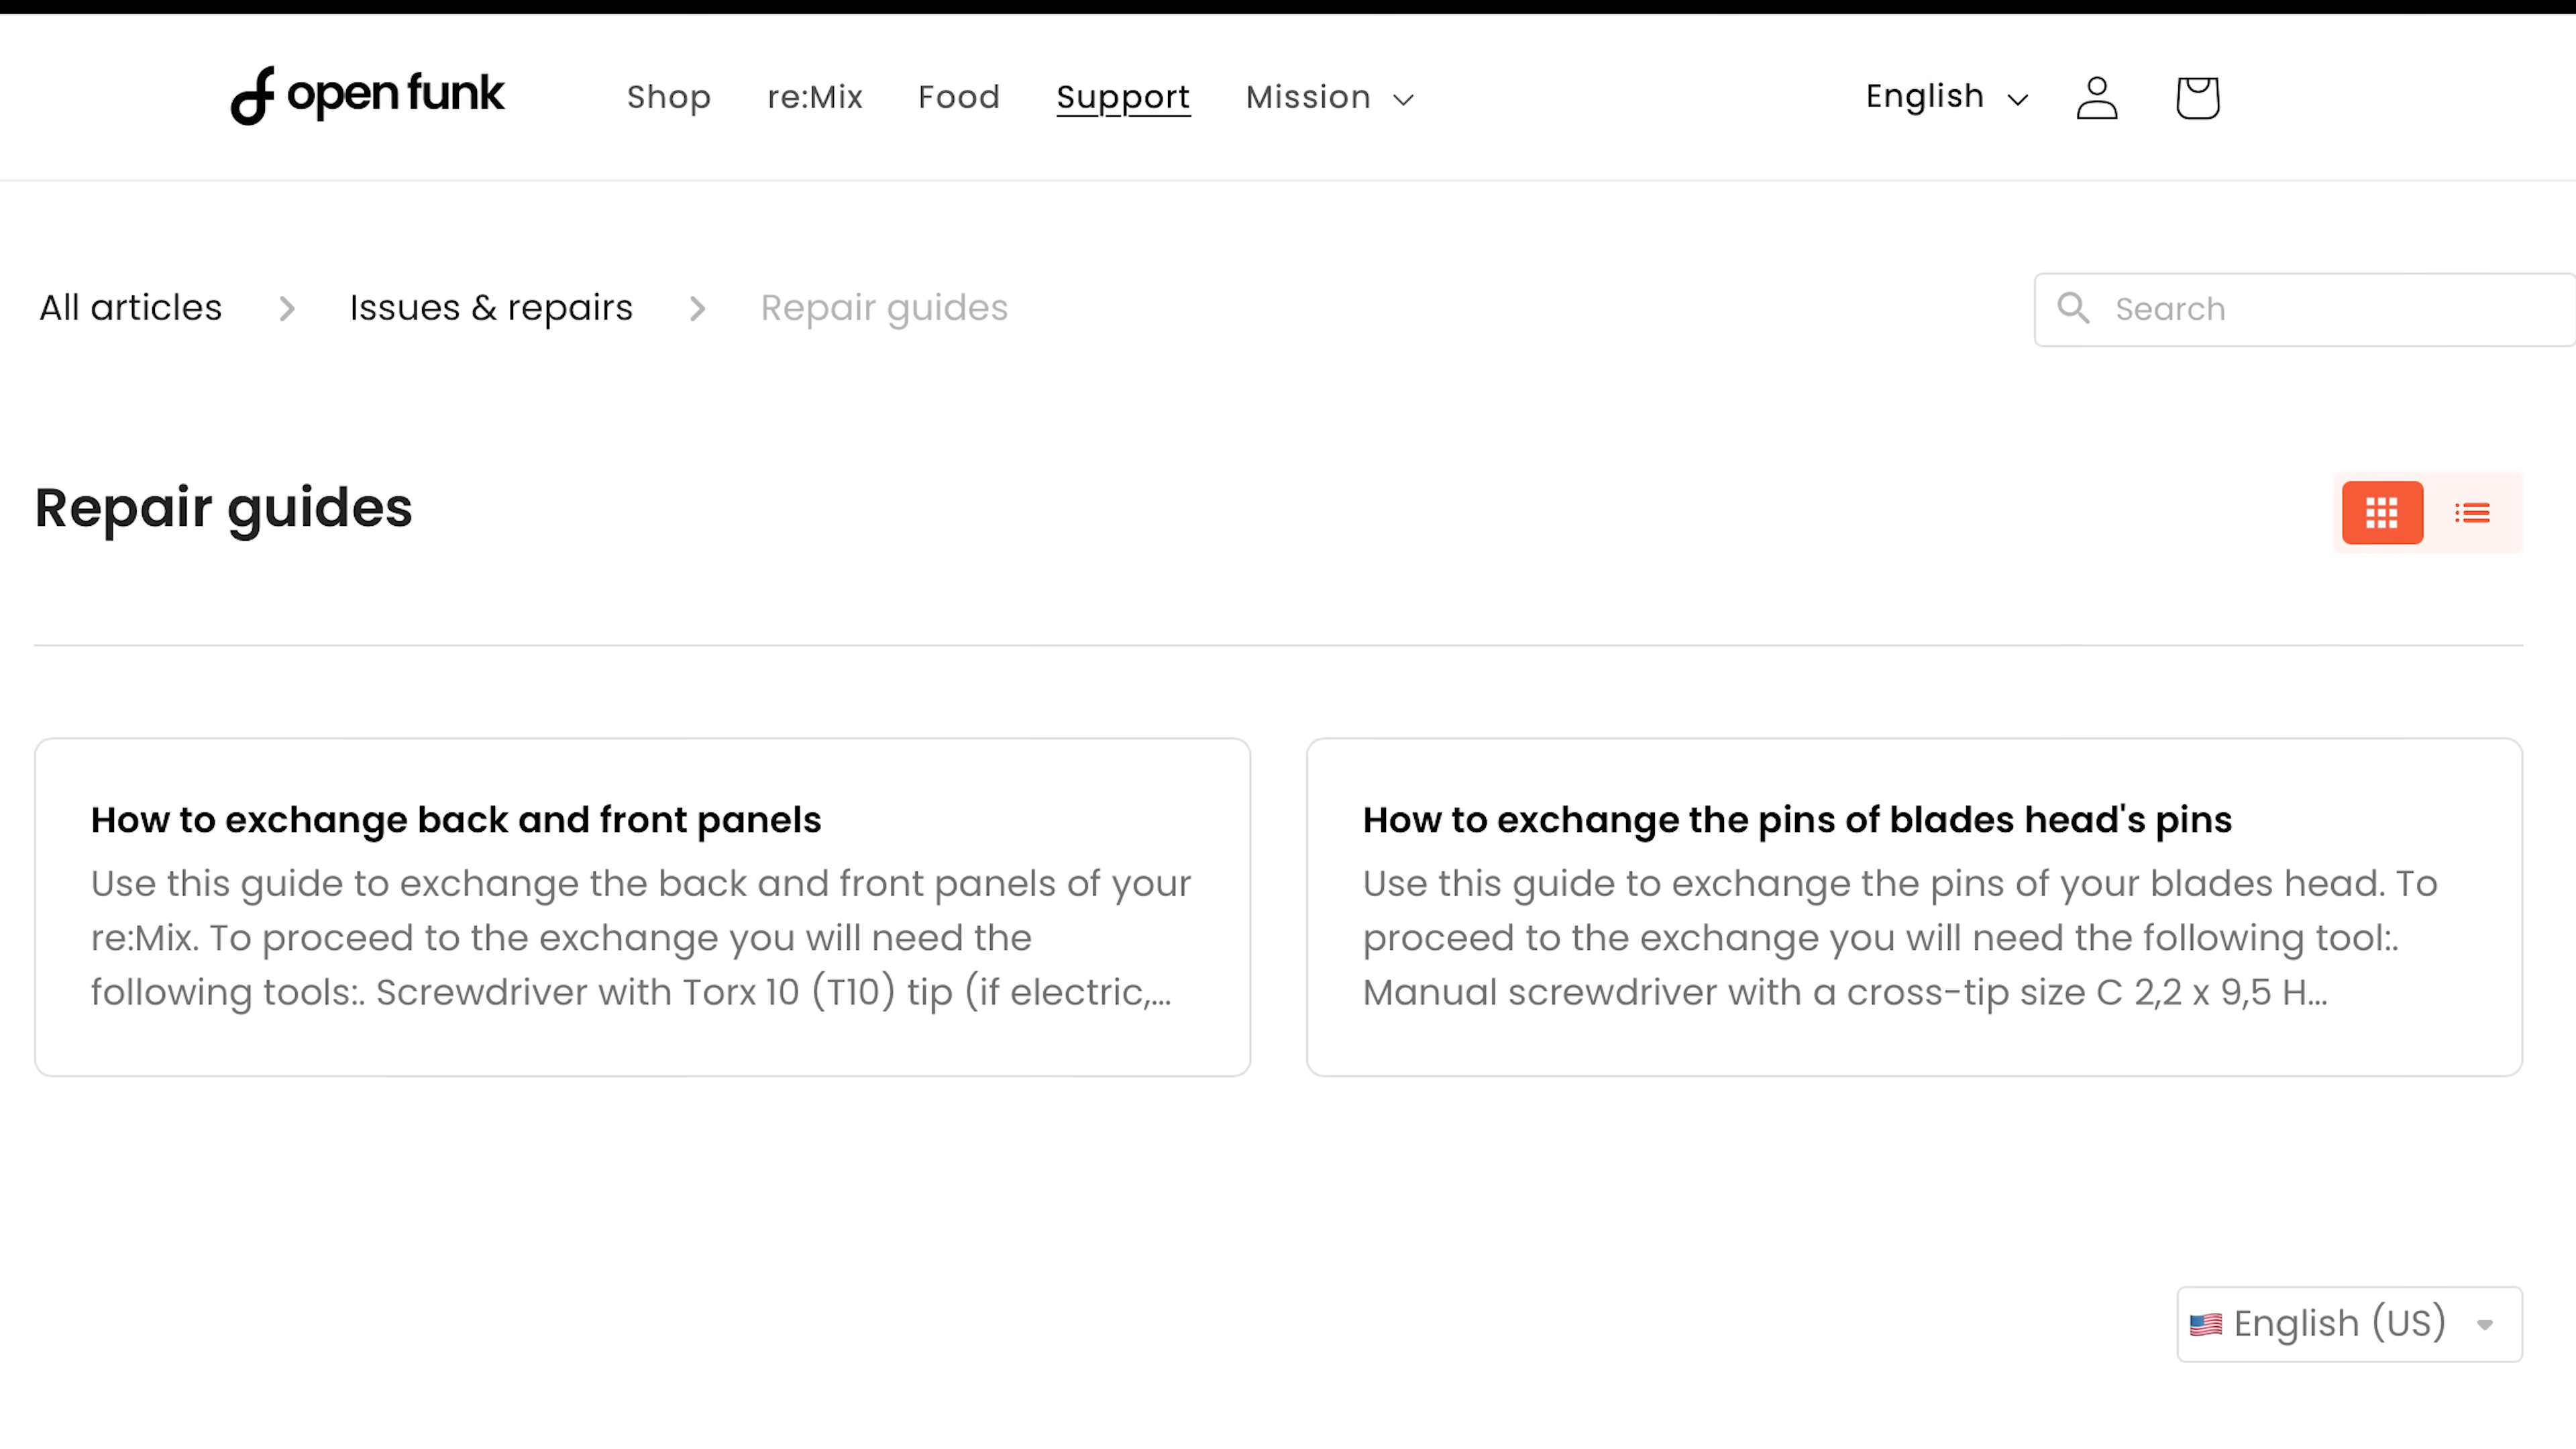 open funk
Shop
re:Mix
Food
Support
Mission
English
All articles
Issues & repairs
Repair guides
Search
Repair guides
How to exchange back and front panels
Use this guide to exchange the back and front panels of your
re:Mix. To proceed to the exchange you will need the
following tools:. Screwdriver with Torx 10 (T10) tip (if electric,...
How to exchange the pins of blades head's pins
Use this guide to exchange the pins of your blades head. To
proceed to the exchange you will need the following tool:.
Manual screwdriver with a cross-tip size C 2,2 x 9,5 H...
English (US)